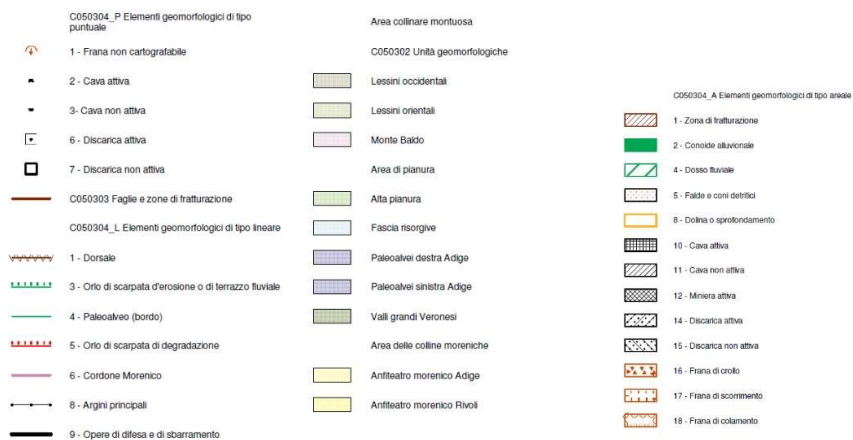 C050304_P Elementi geomorfologici di tipo
puntuale
1 - Frana non cartografabile
2 - Cava attiva
3- Cava non attiva
6 - Discarica attiva
7 - Discarica non attiva
C050303 Faglie e zone di fratturazione
C050304_L Elementi geomorfologici di tipo lineare
1 - Dorsale
3 - Orlo di scarpata d'erosione o di terrazzo fluviale
4 - Paleoalveo (bordo)
5 - Orlo di scarpata di degradazione
6 - Cordone Morenico
8 - Argini principali
9 - Opere di difesa e di sbarramento
Area collinare montuosa
C050302 Unità geomorfologiche
Lessini occidentali
Lessini orientali
Monte Baldo
Area di pianura
Alta pianura
Fascia risorgive
Paleoalvei destra Adige
Paleoalvei sinistra Adige
Valli grandi Veronesi
Area delle colline moreniche
Anfiteatro morenico Adige
Anfiteatro morenico Rivoli
C050304_A Elementi geomorfologici di tipo areale
1 - Zona di fratturazione
2 - Conoide alluvionale
4 - Dosso fluviale
5 - Falde e coni detritici
8 - Dolina o sprofondamento
10 - Cava attiva
11 - Cava non attiva
12 - Miniera attiva
14 - Discarica attiva
15 - Discarica non attiva
16 - Frana di crollo
17 - Frana di scorrimento
18 - Frana di colamento